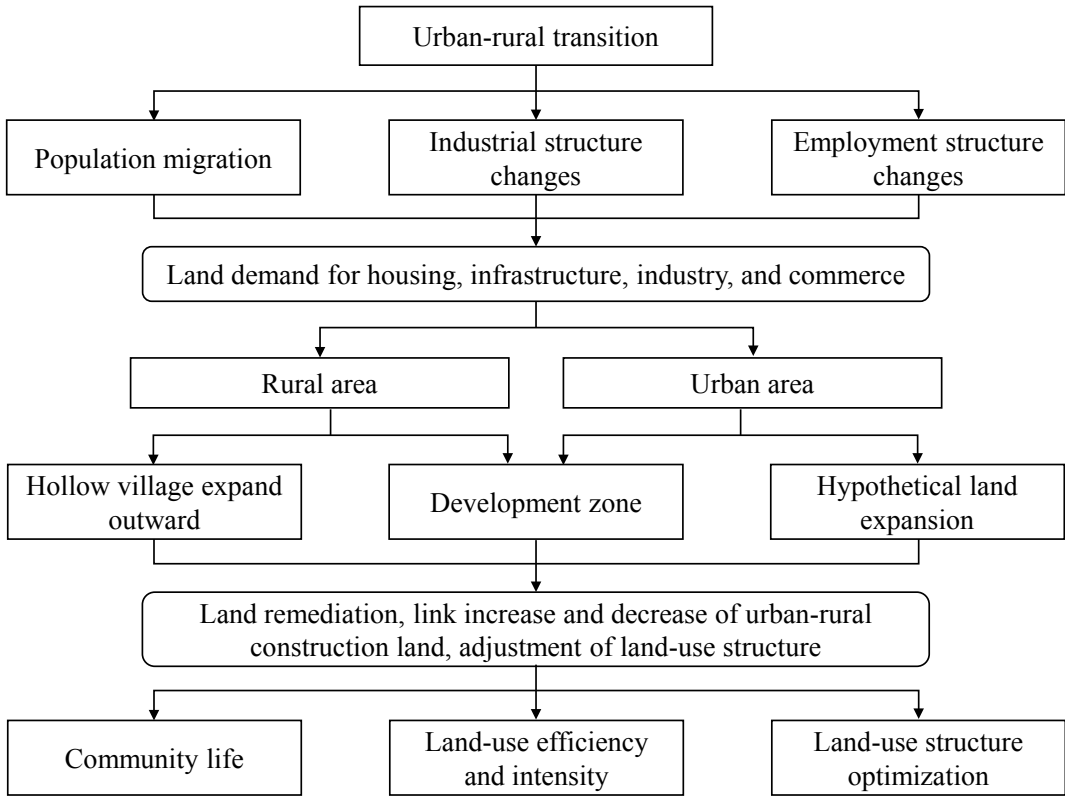 Urban-rural transition
Population migration
Industrial structure
changes
Employment structure
changes
Land demand for housing, infrastructure, industry, and commerce
Rural area
Urban area
Hollow village expand
outward
Development zone
Hypothetical land
expansion
Land remediation, link increase and decrease of urban-rural
construction land, adjustment of land-use structure
Community life
Land-use efficiency
and intensity
Land-use structure
optimization